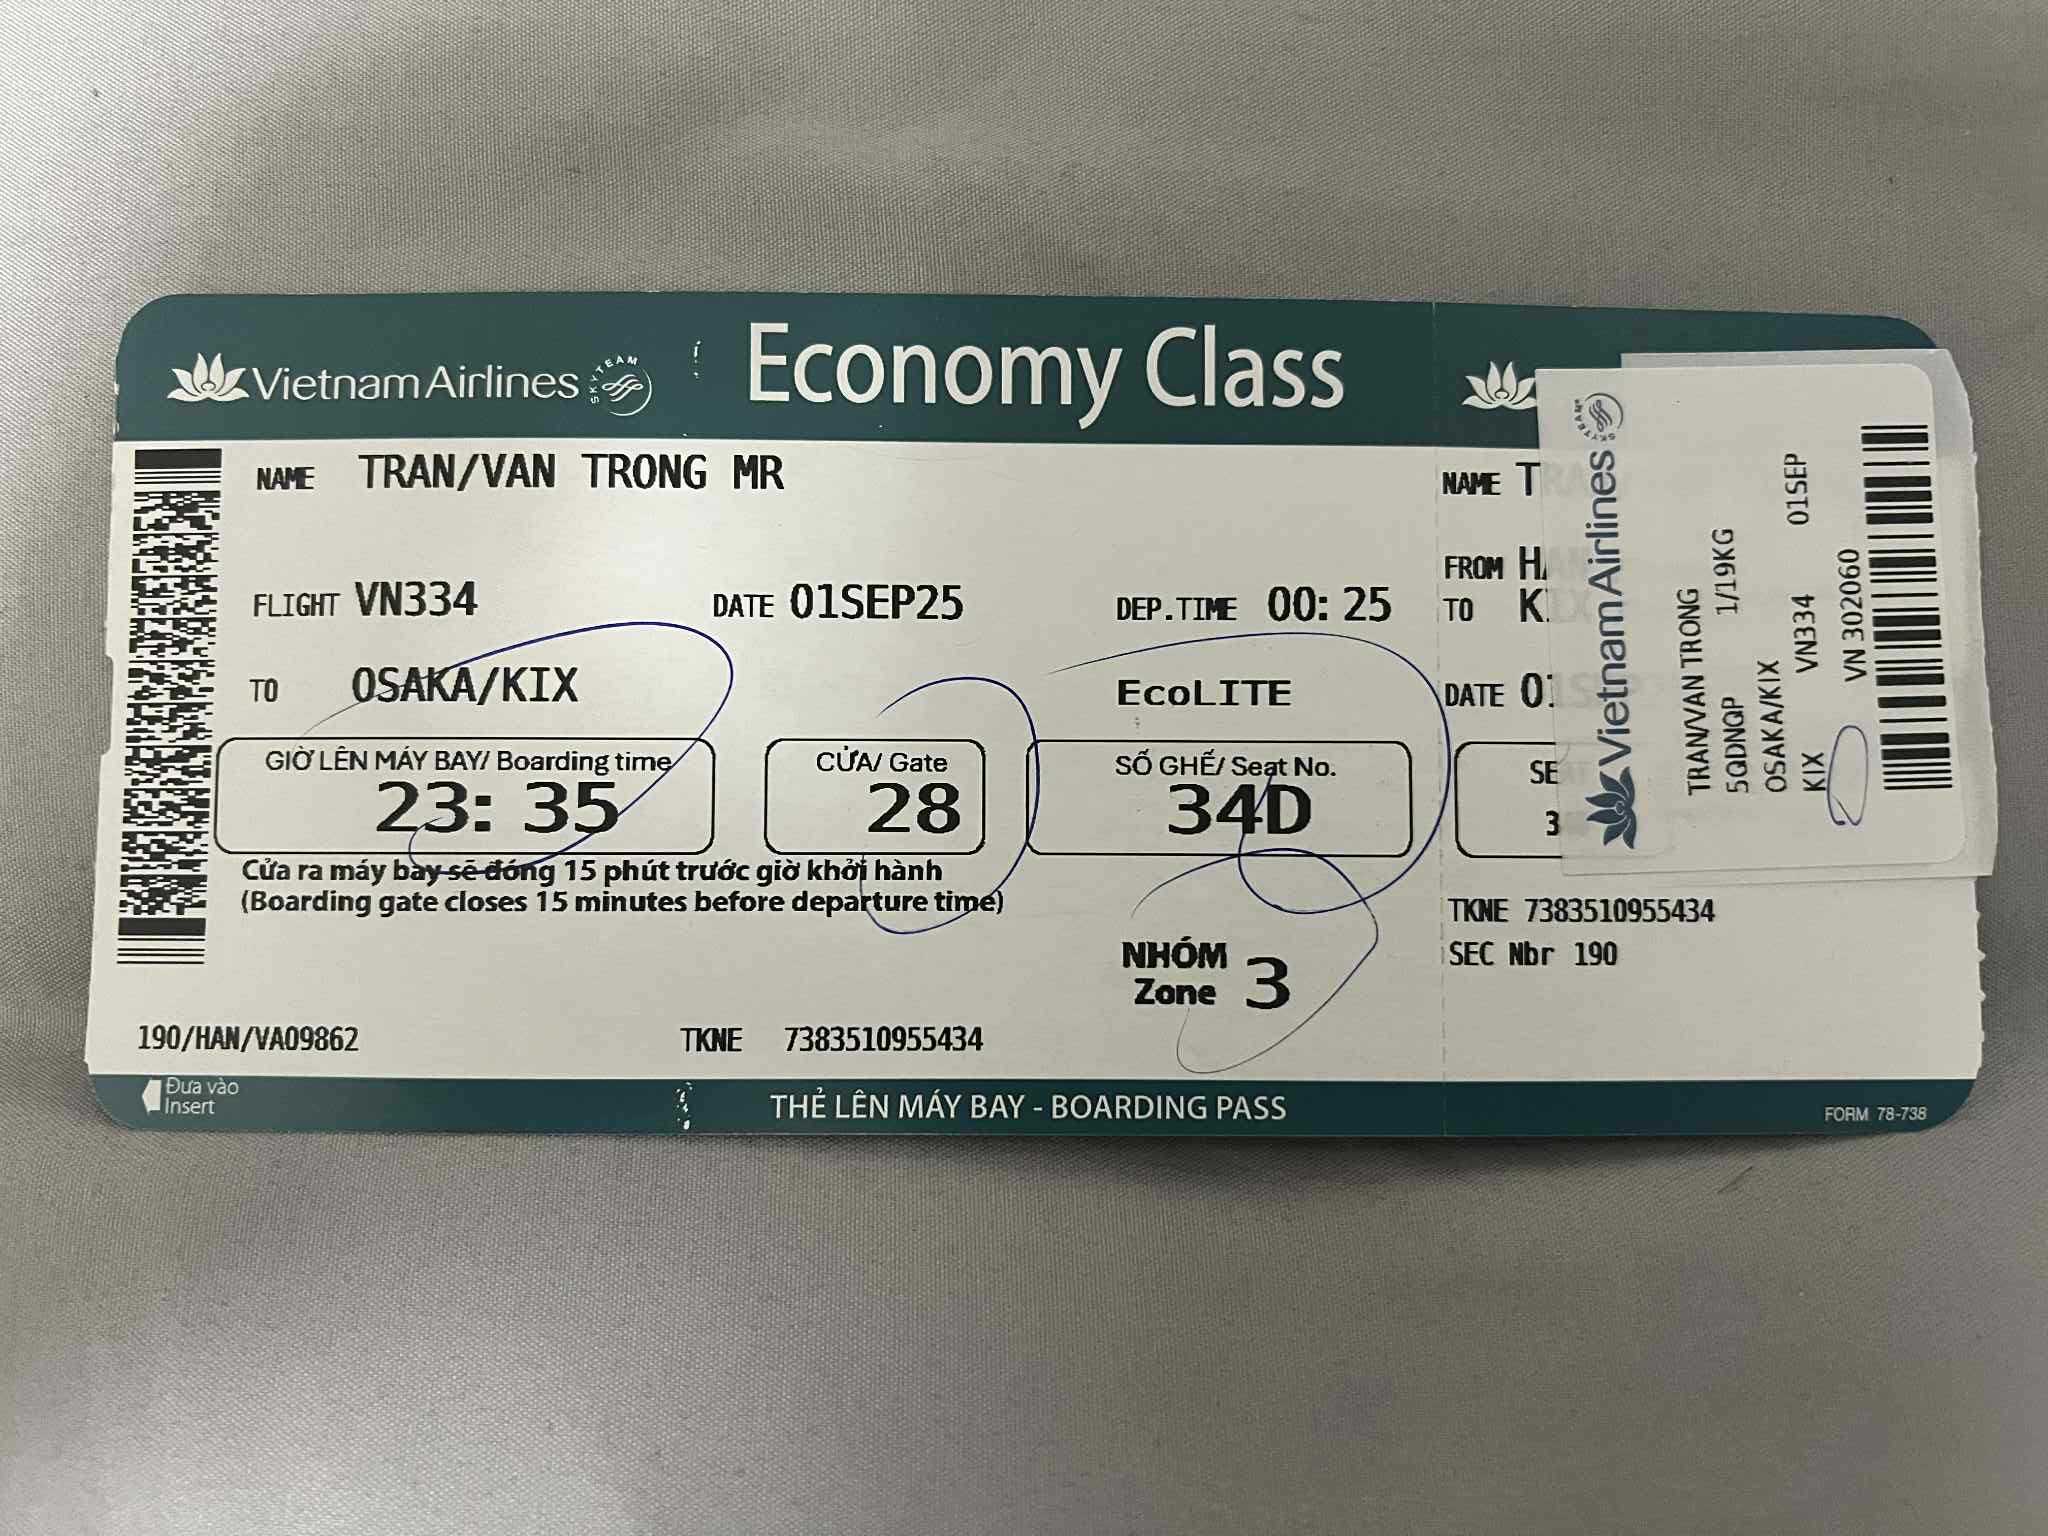 VietnamAirlines SKYTEAM Economy Class
NAME TRAN/VAN TRONG MR
FLIGHT VN334 DATE 01SEP25 DEP.TIME 00: 25
TO OSAKA/KIX EcoLITE
GIỜ LÊN MÁY BAY/ Boarding time
23: 35
CỬA/ Gate
28
SỐ GHẾ/ Seat No.
34D
Cửa ra máy bay sẽ đóng 15 phút trước giờ khởi hành
(Boarding gate closes 15 minutes before departure time)
NHÓM
Zone 3
190/HAN/VA09862 TKNE 7383510955434
Đưa vào
Insert
THẺ LÊN MÁY BAY - BOARDING PASS
NAME
FROM
TO
DATE
TKNE 7383510955434
SEC Nbr 190
FORM 78-738
VietnamAirlines SKYTEAM
TRAN/VAN TRONG
5QDNQP 1/19KG
OSAKA/KIX
KIX VN334 01SEP
VN 302060